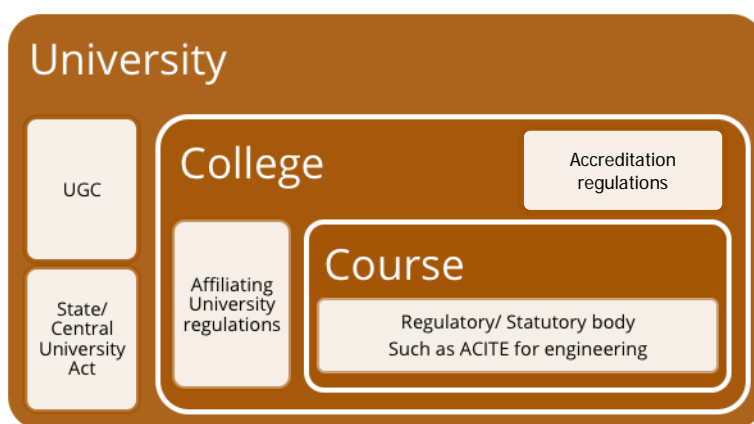 University
UGC
State/
Central
University
Act
College
Accreditation
regulations
Affiliating
University
regulations
Course
Regulatory/ Statutory body
Such as ACITE for engineering